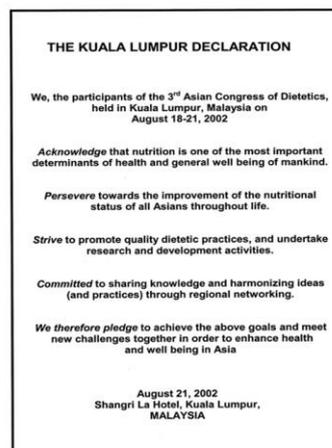 THE KUALA LUMPUR DECLARATION
We, the participants of the 3rd Asian Congress of Dietetics,
held in Kuala Lumpur, Malaysia on
August 18-21, 2002
Acknowledge that nutrition is one of the most important
determinants of health and general well being of mankind.
Persevere towards the improvement of the nutritional
status of all Asians throughout life.
Strive to promote quality dietetic practices, and undertake
research and development activities.
Committed to sharing knowledge and harmonizing ideas
(and practices) through regional networking.
We therefore pledge to achieve the above goals and meet
new challenges together in order to enhance health
and well being in Asia
August 21, 2002
Shangri La Hotel, Kuala Lumpur,
MALAYSIA